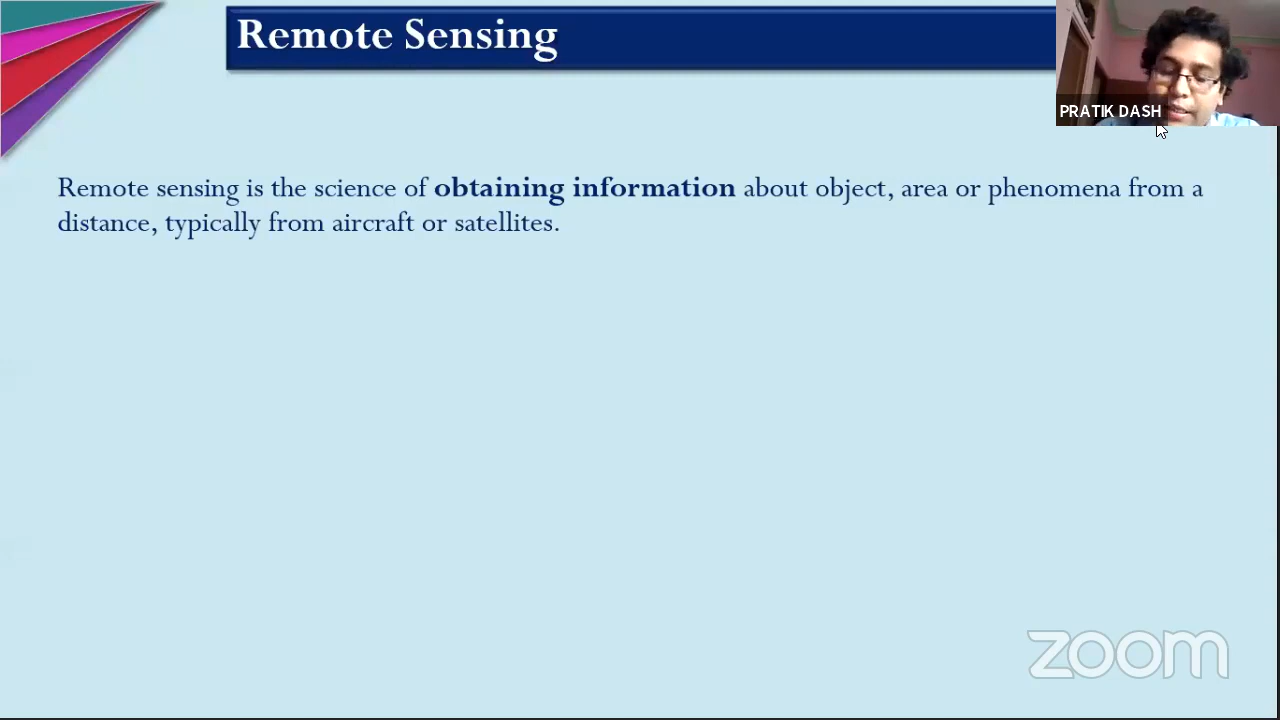 Remote Sensing
PRATIK DASH
Remote sensing is the science of obtaining information about object, area or phenomena from a
distance, typically from aircraft or satellites.
zoom